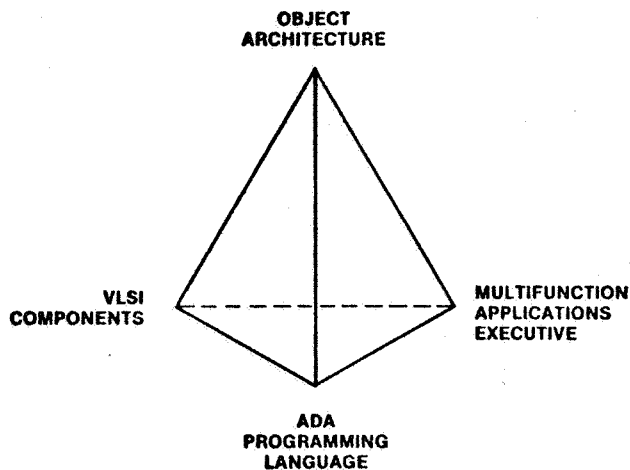 OBJECT
ARCHITECTURE
VLSI
COMPONENTS
MULTIFUNCTION
APPLICATIONS
EXECUTIVE
ADA
PROGRAMMING
LANGUAGE